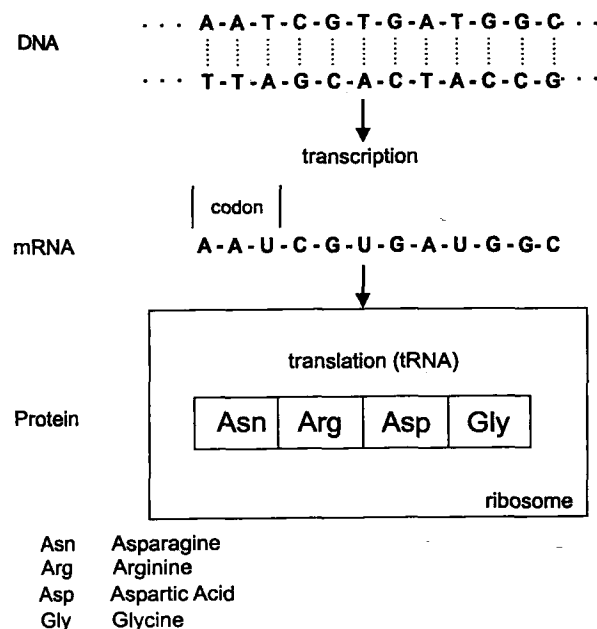 · · · A-A-T-C-G-T-G-A-T-G-G-C · · ·
DNA
· · · T-T-A-G-C-A-C-T-A-C-C-G · · ·
transcription
codon
mRNA A-A-U-C-G-U-G-A-U-G-G-C
translation (tRNA)
Protein Asn Arg Asp Gly
ribosome
Asn Asparagine
Arg Arginine
Asp Aspartic Acid
Gly Glycine